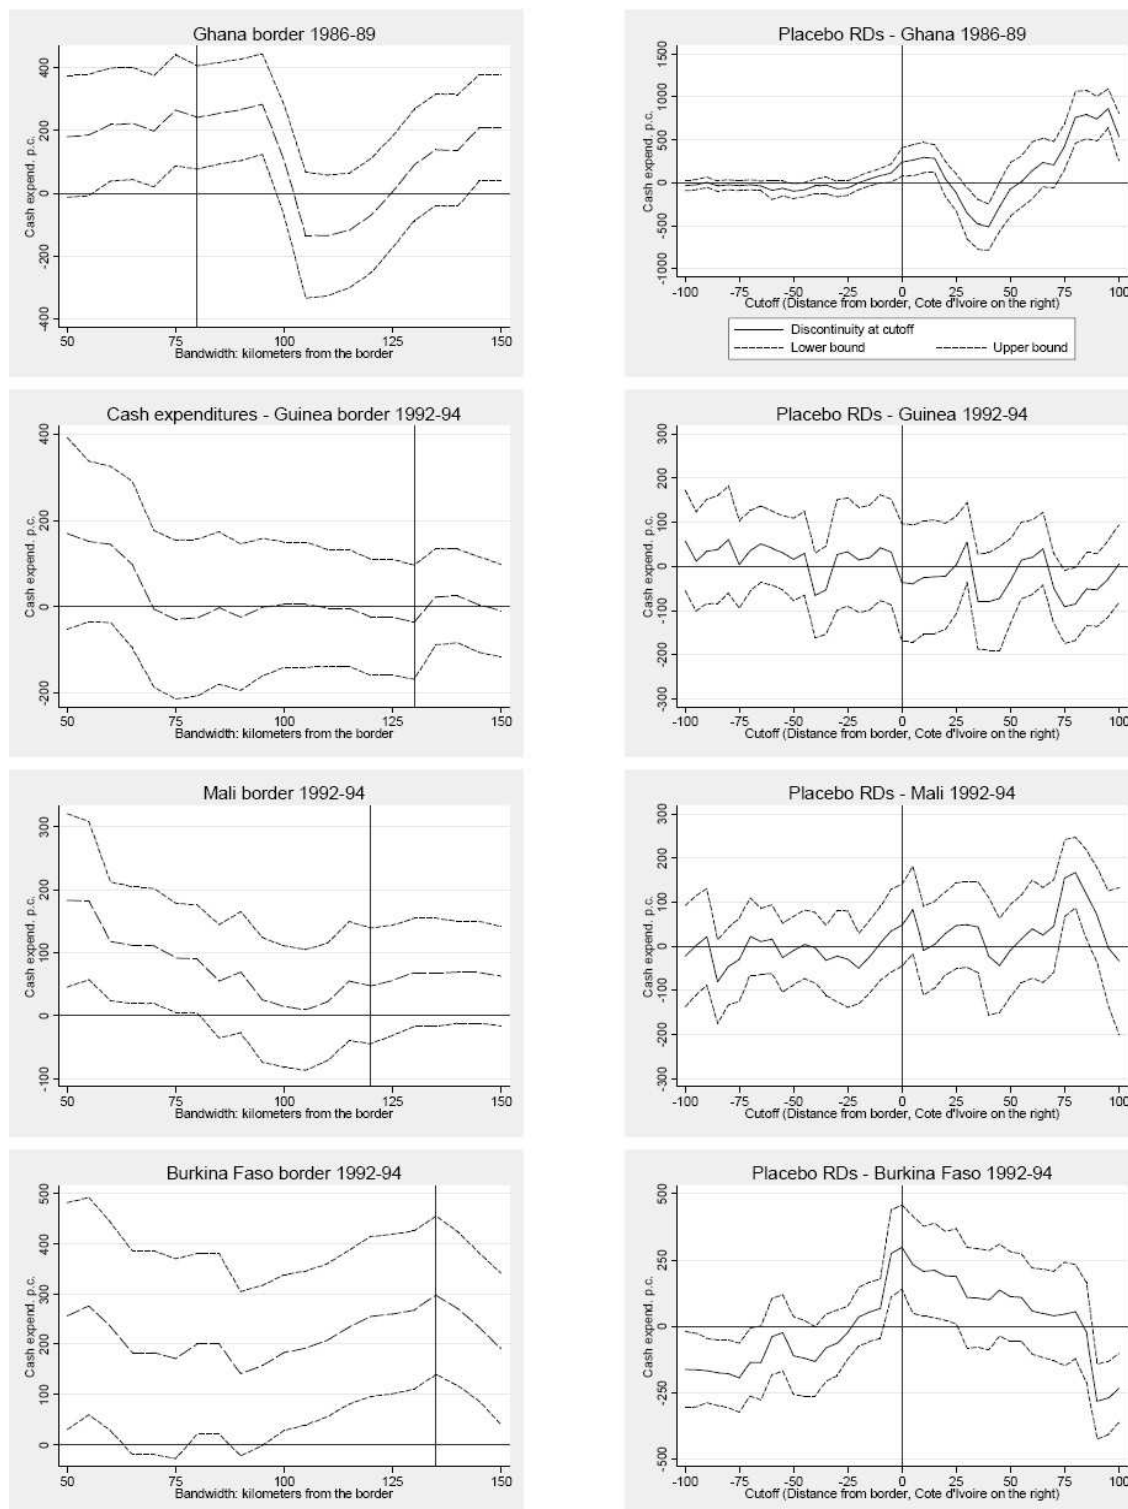 Ghana border 1986-89
Cash expend. p.c.
400
200
0
-200
400
50 75 100 125 150
Bandwidth: kilometers from the border
Placebo RDs - Ghana 1986-89
Cash expend. p.c.
1500
1000
500
0
-500
-1000
-100 -75 -50 -25 0 25 50 75 100
Cutoff (Distance from border, Cote d'Ivoire on the right)
Discontinuity at cutoff
Lower bound Upper bound
Cash expenditures - Guinea border 1992-94
Cash expend. p.c.
400
200
0
-200
50 75 100 125 150
Bandwidth: kilometers from the border
Placebo RDs - Guinea 1992-94
Cash expend. p.c.
300
200
100
0
-100
-200
-300
-100 -75 -50 -25 0 25 50 75 100
Cutoff (Distance from border, Cote d'Ivoire on the right)
Mali border 1992-94
Cash expend. p.c.
300
200
100
0
-100
50 75 100 125 150
Bandwidth: kilometers from the border
Placebo RDs - Mali 1992-94
Cash expend. p.c.
300
200
100
0
-100
-200
-300
-100 -75 -50 -25 0 25 50 75 100
Cutoff (Distance from border, Cote d'Ivoire on the right)
Burkina Faso border 1992-94
Cash expend. p.c.
500
400
300
200
100
0
50 75 100 125 150
Bandwidth: kilometers from the border
Placebo RDs - Burkina Faso 1992-94
Cash expend. p.c.
500
250
0
-250
-500
-100 -75 -50 -25 0 25 50 75 100
Cutoff (Distance from border, Cote d'Ivoire on the right)